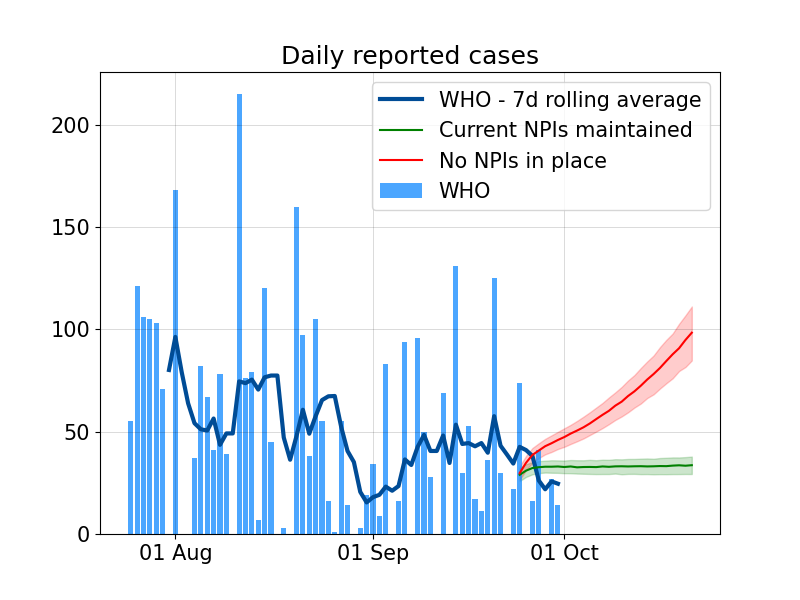 Daily reported cases
WHO - 7d rolling average
Current NPIs maintained
No NPIs in place
WHO
200
150
100
50
0
01 Aug
01 Sep
01 Oct